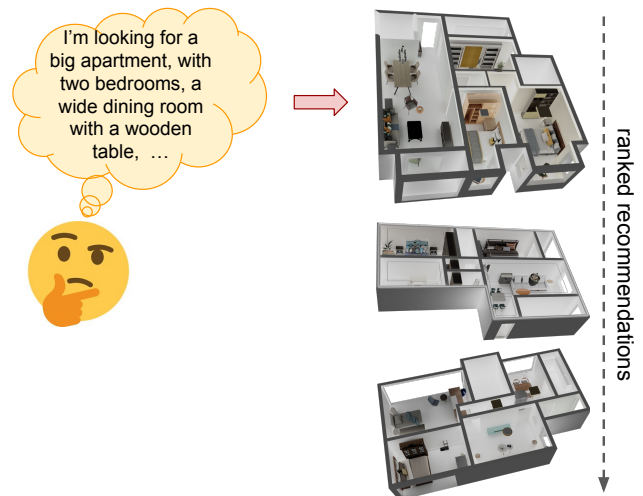 I'm looking for a
big apartment, with
two bedrooms, a
wide dining room
with a wooden
table,  …
ranked recommendations